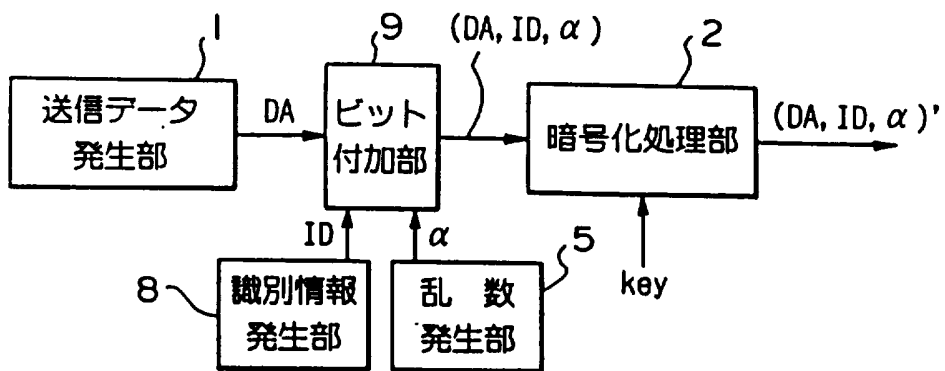 1
送信データ
発生部
DA
9
ビット
付加部
(DA, ID, α)
2
暗号化処理部
(DA, ID, α)'
ID
α
key
8
識別情報
発生部
5
乱 数
発生部